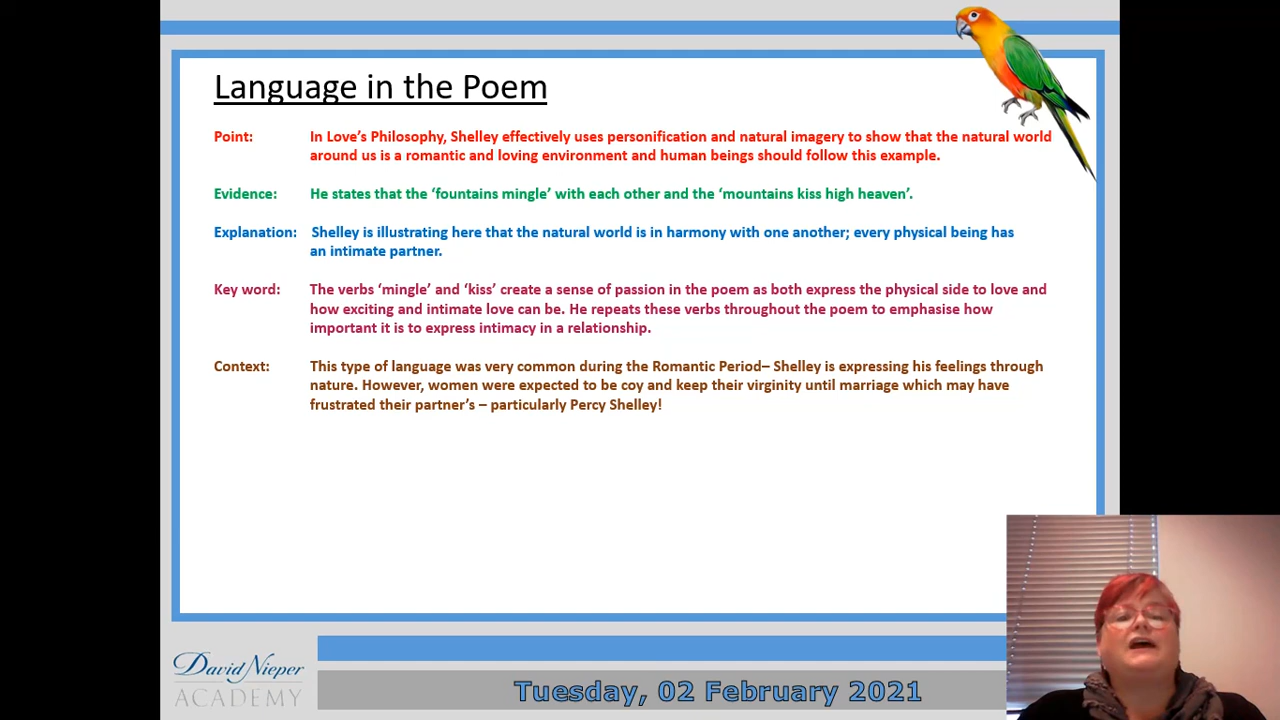 Language in the Poem
Point: In Love’s Philosophy, Shelley effectively uses personification and natural imagery to show that the natural world
around us is a romantic and loving environment and human beings should follow this example.
Evidence: He states that the ‘fountains mingle’ with each other and the ‘mountains kiss high heaven’.
Explanation: Shelley is illustrating here that the natural world is in harmony with one another; every physical being has
an intimate partner.
Key word: The verbs ‘mingle’ and ‘kiss’ create a sense of passion in the poem as both express the physical side to love and
how exciting and intimate love can be. He repeats these verbs throughout the poem to emphasise how
important it is to express intimacy in a relationship.
Context: This type of language was very common during the Romantic Period– Shelley is expressing his feelings through
nature. However, women were expected to be coy and keep their virginity until marriage which may have
frustrated their partner’s – particularly Percy Shelley!
David Nieper
ACADEMY
Tuesday, 02 February 2021